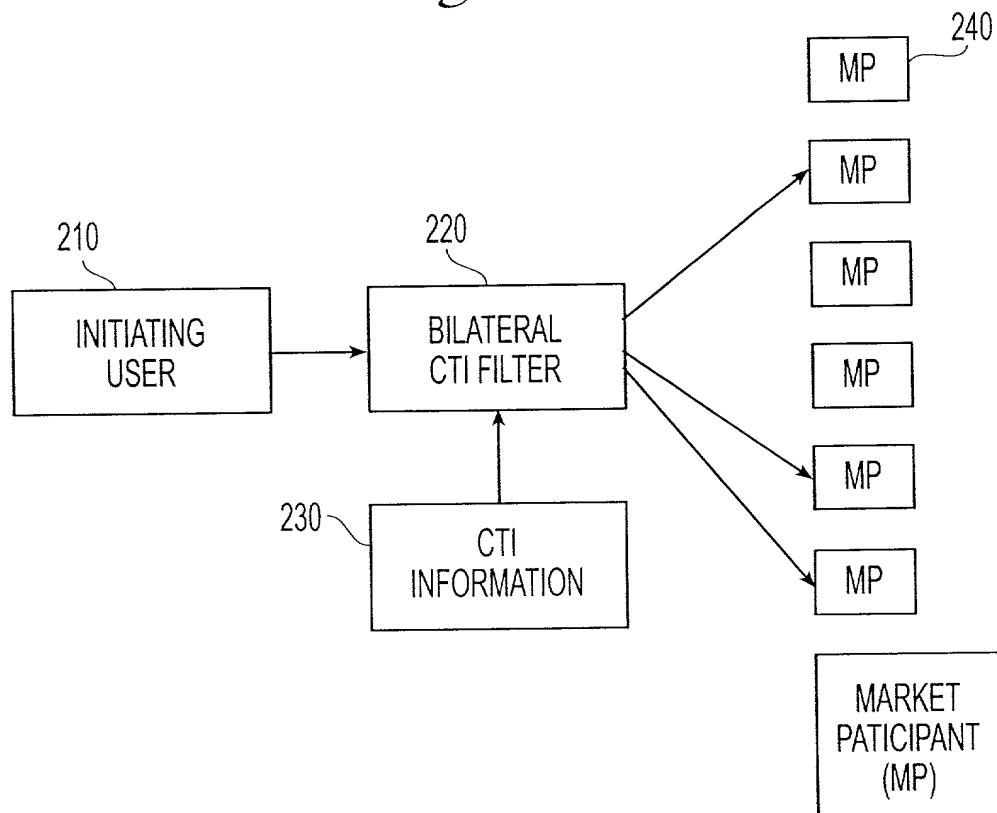 240
MP
MP
210
220
MP
INITIATING
USER
BILATERAL
CTI FILTER
MP
MP
230
CTI
INFORMATION
MP
MARKET
PATICIPANT
(MP)